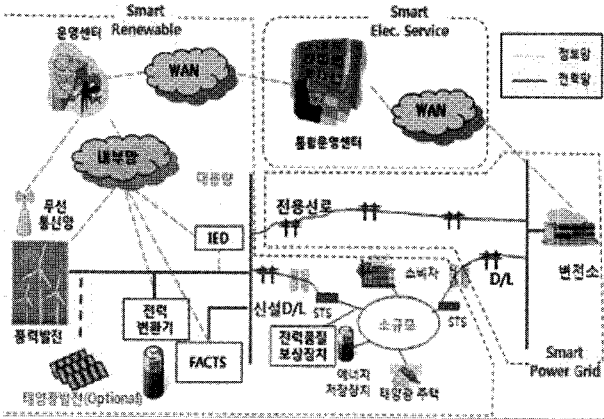 Smart
Renewable
운영센터
WAN
내부망
무선
통신망
풍력발전
태양광발전(Optional)
전력
변환기
FACTS
IED
대용량
신설D/L
Smart
Elec. Service
통합운영센터
WAN
정보망
전력망
전용선로
STS
전력품질
보상장치
에너지
저장장치
소규모
소비자
태양광 주택
STS
D/L
변전소
Smart
Power Grid